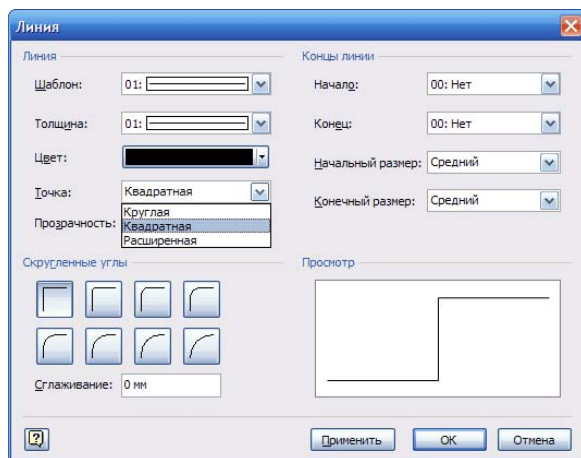 Линия
Линия
Шаблон:
01:
Толщина:
01:
Цвет:
Точка:
Квадратная
Круглая
Квадратная
Расширенная
Прозрачность:
Концы линии
Начало:
00: Нет
Конец:
00: Нет
Начальный размер:
Средний
Конечный размер:
Средний
Скругленные углы
Сглаживание:
0 мм
Просмотр
?
Применить
ОК
Отмена